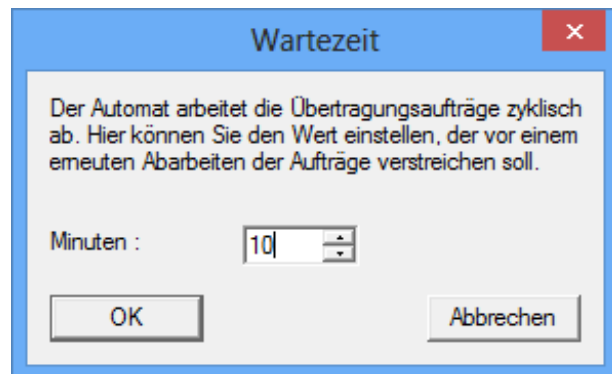 Wartezeit
Der Automat arbeitet die Übertragungsaufträge zyklisch
ab. Hier können Sie den Wert einstellen, der vor einem
erneuten Abarbeiten der Aufträge verstreichen soll.
Minuten : 10
OK Abbrechen